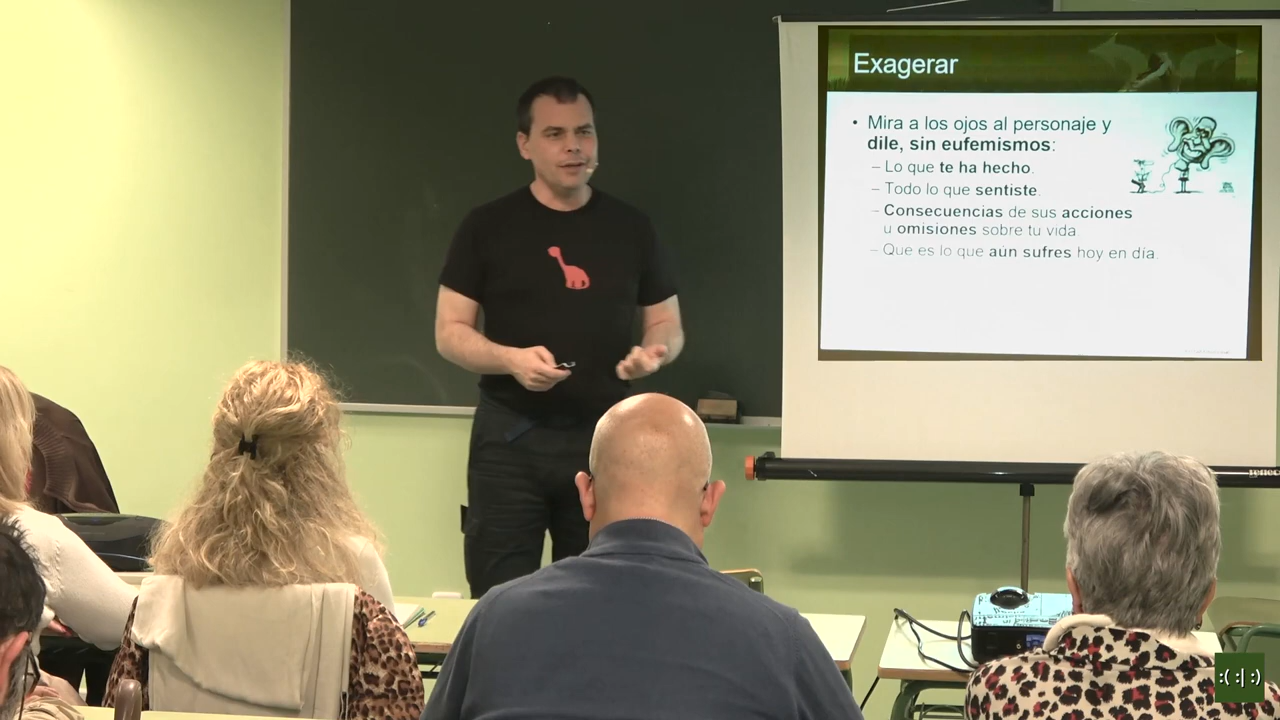 Exagerar
• Mira a los ojos al personaje y
dile, sin eufemismos:
– Lo que te ha hecho.
– Todo lo que sentiste.
– Consecuencias de sus acciones
u omisiones sobre tu vida.
– Que es lo que aún sufres hoy en día.
:( :| :)